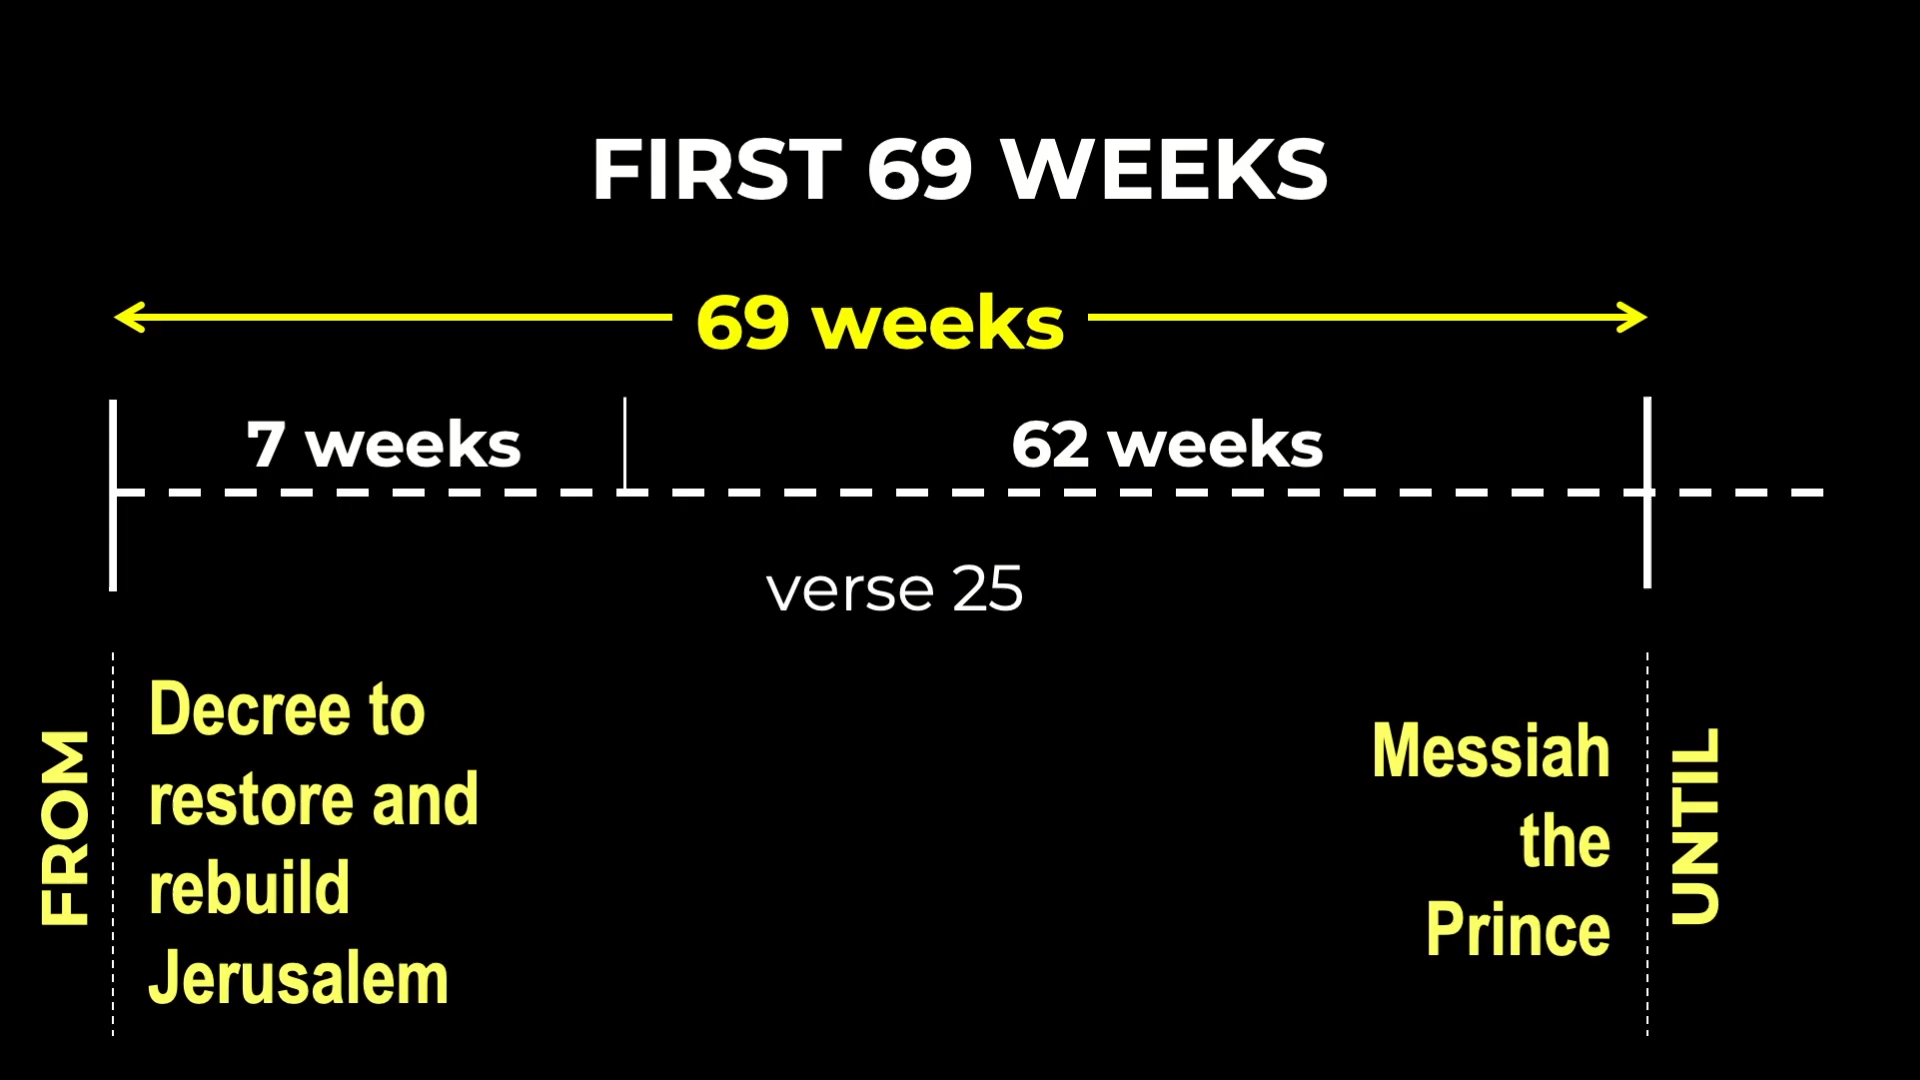 FIRST 69 WEEKS
69 weeks
7 weeks
62 weeks
verse 25
FROM
Decree to
restore and
rebuild
Jerusalem
Messiah
the
Prince
UNTIL